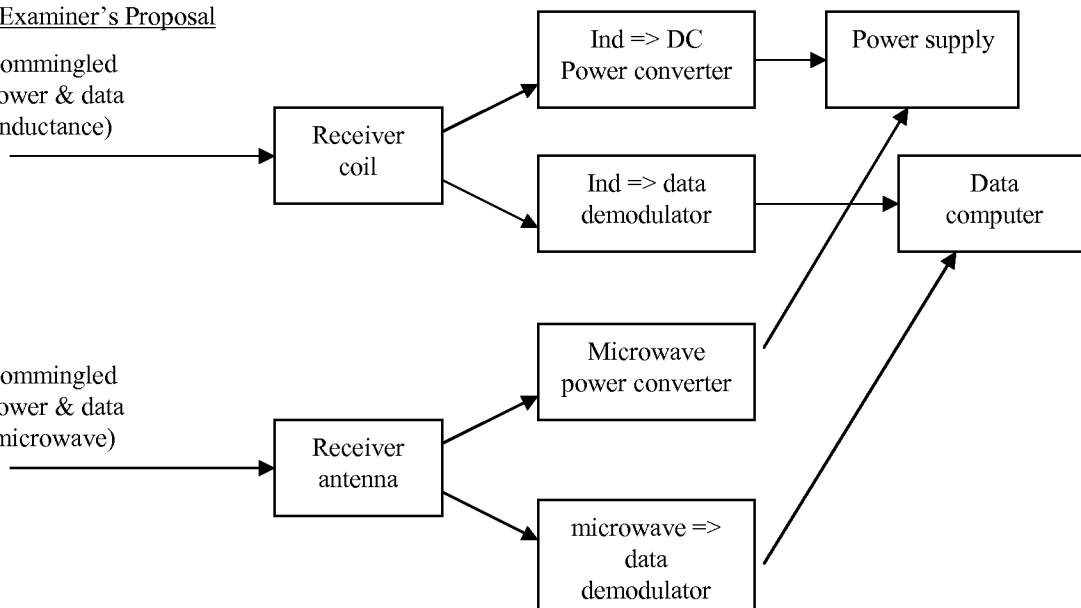 Examiner's Proposal
ommingled
ower & data
nductance)
Receiver
coil
Ind => DC
Power converter
Power supply
Ind => data
demodulator
Data
computer
ommingled
ower & data
microwave)
Receiver
antenna
Microwave
power converter
microwave =>
data
demodulator